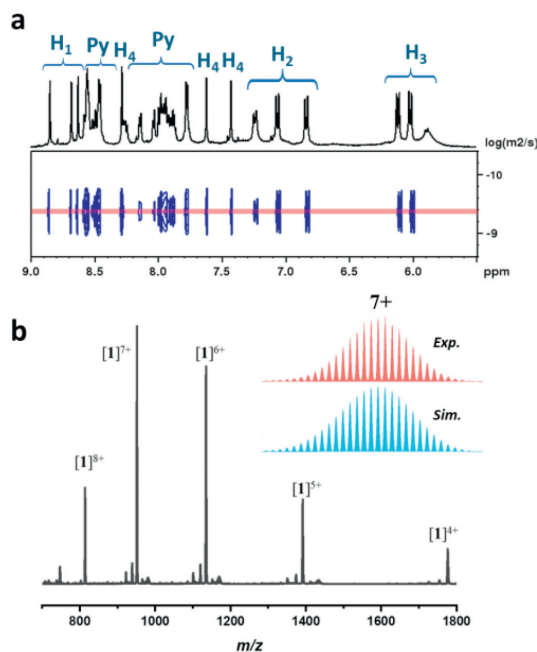 a
H₁ Py H₄ Py H₄ H₄ H₂ H₃
log(m2/s)
-10
-9
9.0 8.5 8.0 7.5 7.0 6.5 6.0
ppm
b
7+
Exp.
Sim.
[1]⁷⁺
[1]⁶⁺
[1]⁸⁺
[1]⁵⁺
[1]⁴⁺
800 1000 1200 1400 1600 1800
m/z